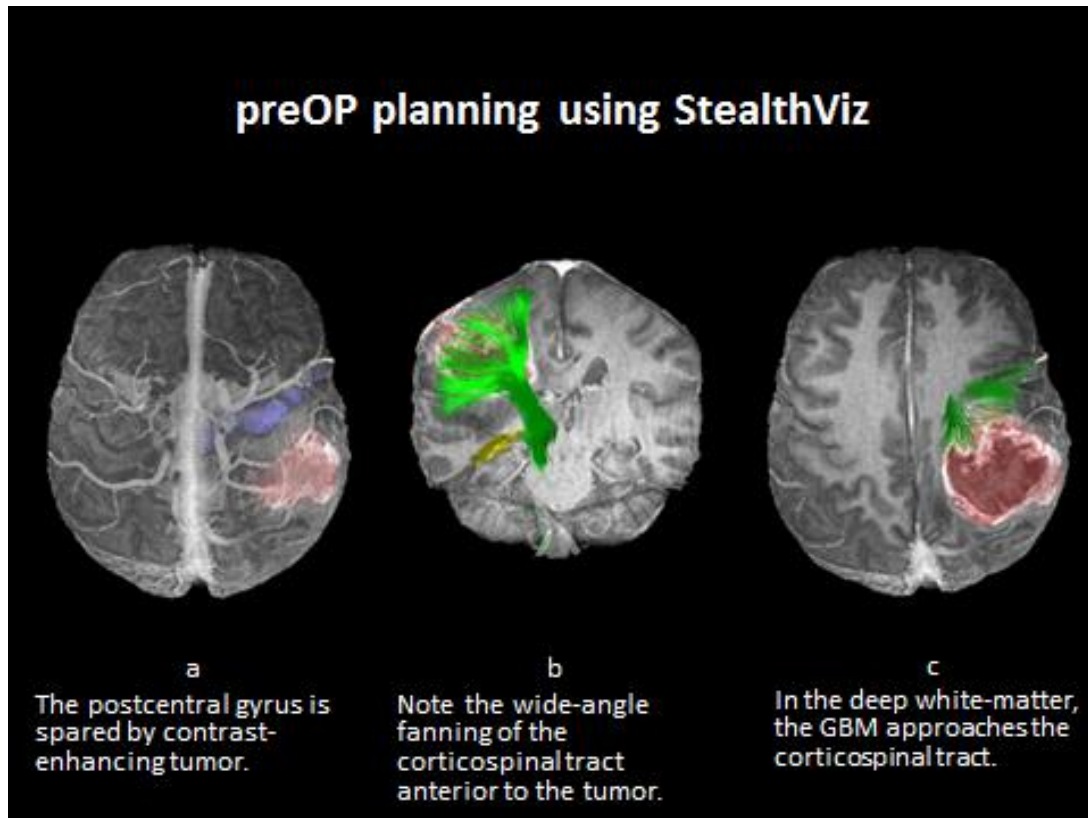 preOP planning using StealthViz
a
The postcentral gyrus is
spared by contrast-
enhancing tumor.
b
Note the wide-angle
fanning of the
corticospinal tract
anterior to the tumor.
c
In the deep white-matter,
the GBM approaches the
corticospinal tract.